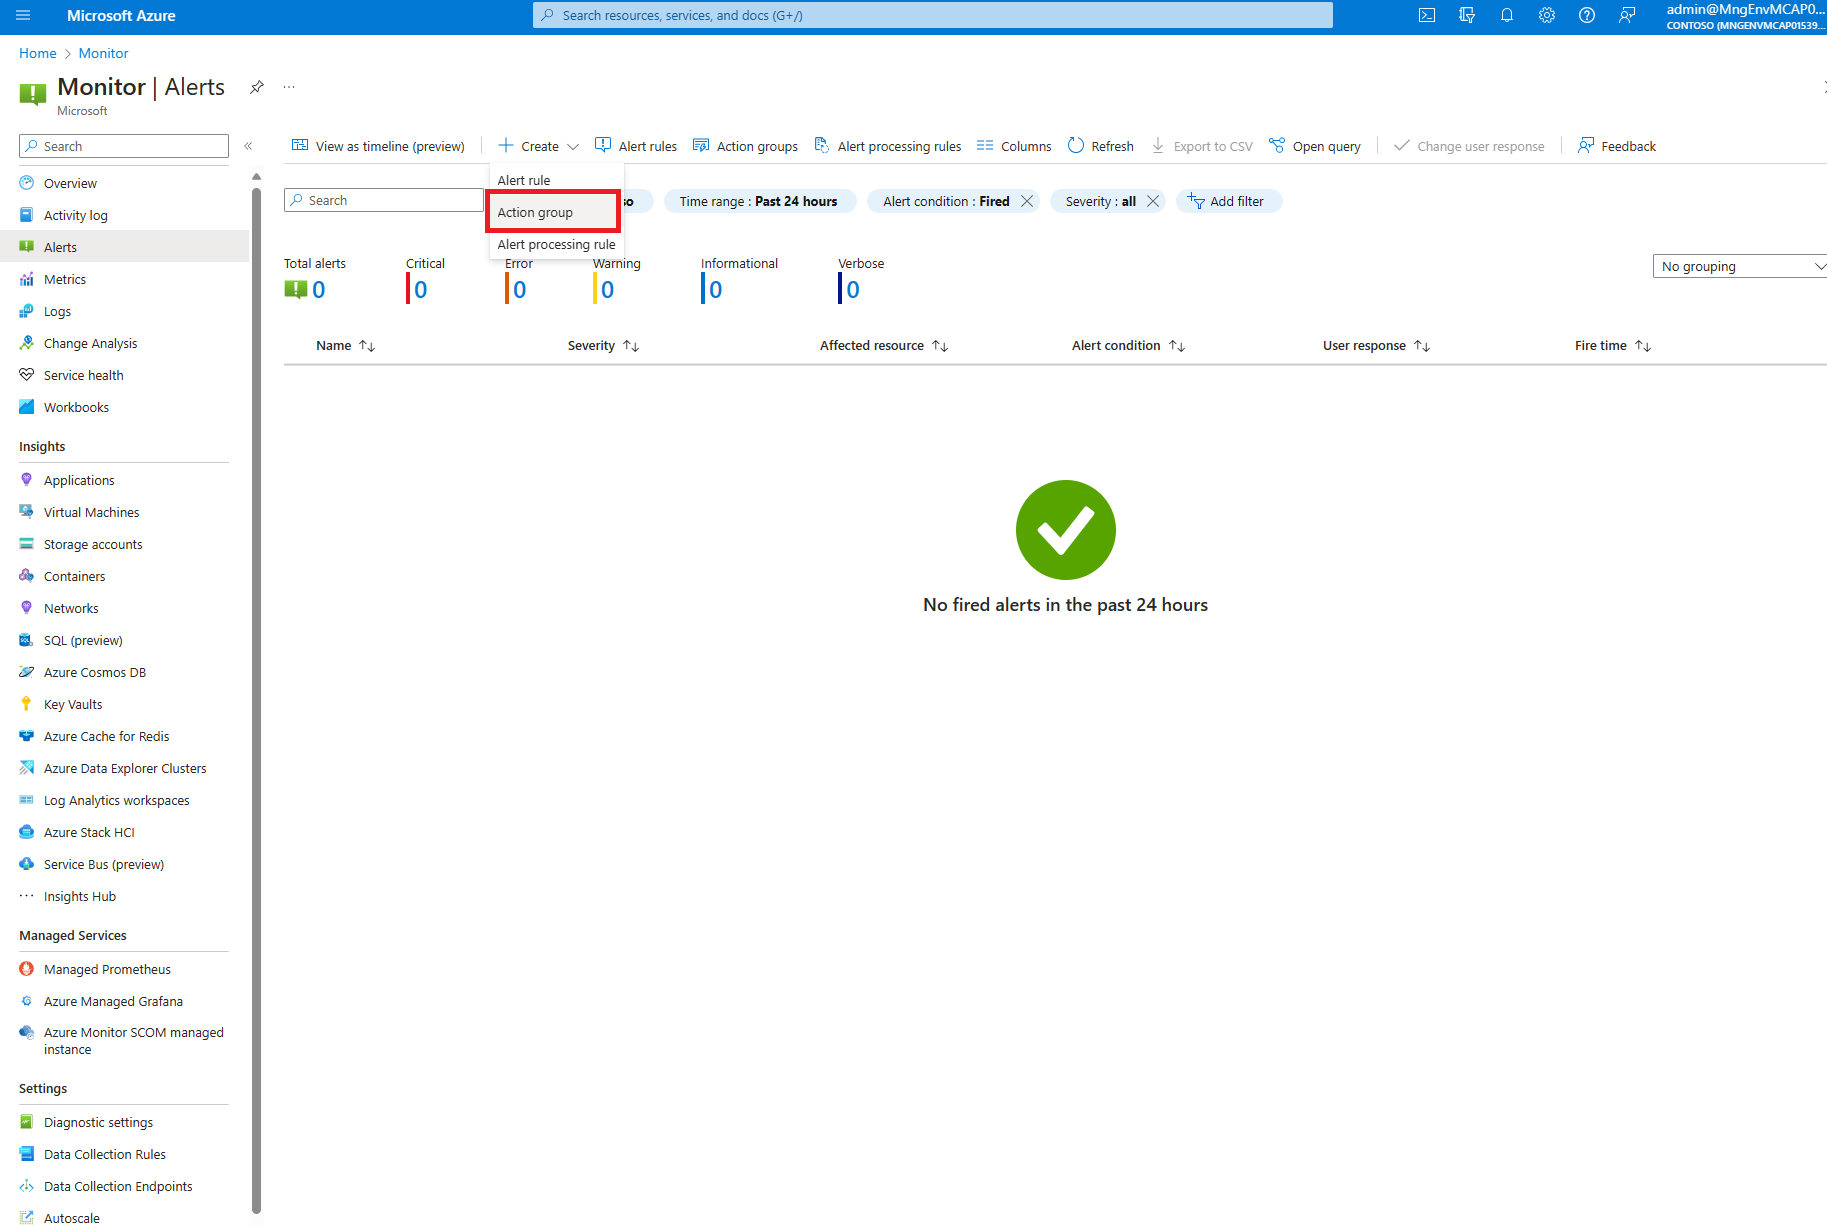 Microsoft Azure
Search resources, services, and docs (G+/)
admin@MngEnvMCAP0...
CONTOSO (MNGENVMCAP01539...
Home > Monitor
Monitor | Alerts
Microsoft
Search
Overview
Activity log
Alerts
Metrics
Logs
Change Analysis
Service health
Workbooks
Insights
Applications
Virtual Machines
Storage accounts
Containers
Networks
SQL (preview)
Azure Cosmos DB
Key Vaults
Azure Cache for Redis
Azure Data Explorer Clusters
Log Analytics workspaces
Azure Stack HCI
Service Bus (preview)
Insights Hub
Managed Services
Managed Prometheus
Azure Managed Grafana
Azure Monitor SCOM managed
instance
Settings
Diagnostic settings
Data Collection Rules
Data Collection Endpoints
Autoscale
View as timeline (preview) Create Alert rules Action groups Alert processing rules Columns Refresh Export to CSV Open query Change user response Feedback
Alert rule
Action group
Alert processing rule
Search so Time range : Past 24 hours Alert condition : Fired Severity : all Add filter
Total alerts Critical Error Warning Informational Verbose
0 0 0 0 0 0
No grouping
Name Severity Affected resource Alert condition User response Fire time
No fired alerts in the past 24 hours